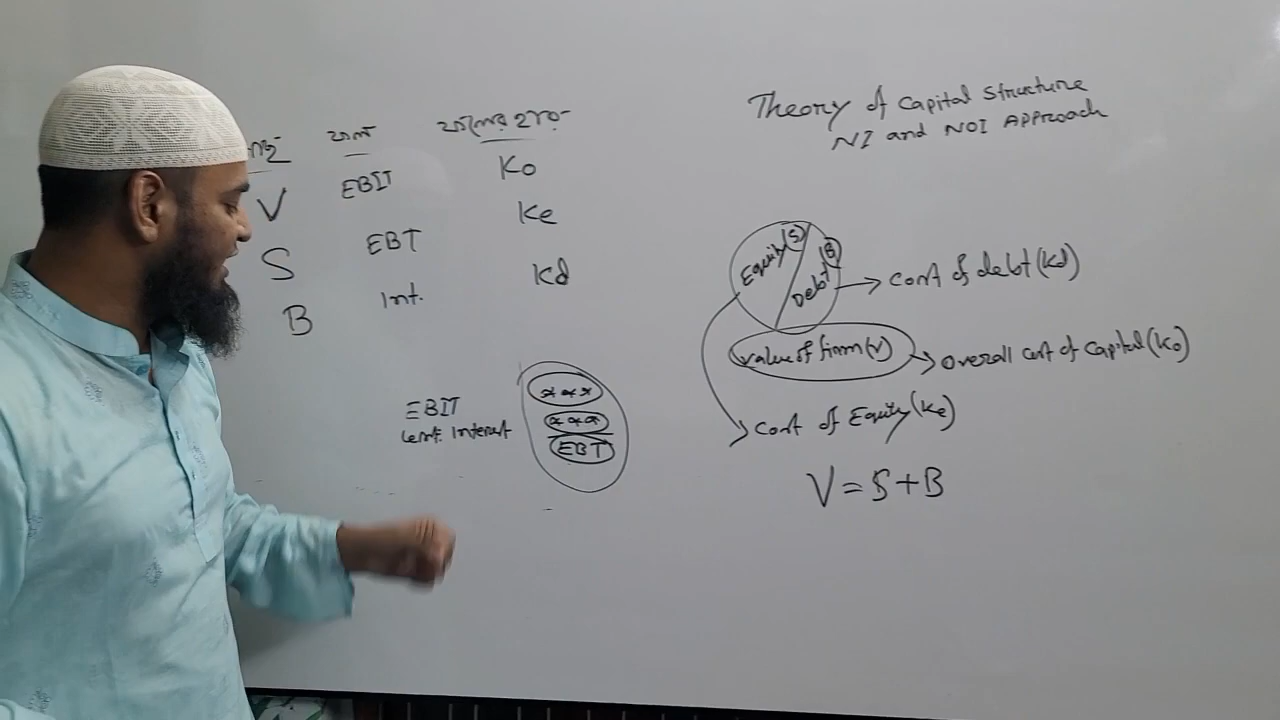 Theory of Capital Structure
NI and NOI Approach
V EBIT Ko
S EBT Ke
B Int. Kd
Equity (S)
Debt (B)
Cost of debt (Kd)
Value of firm (V)
Overall cost of Capital (Ko)
Cost of Equity (Ke)
V = S + B
EBIT ***
Less: Interest ***
EBT